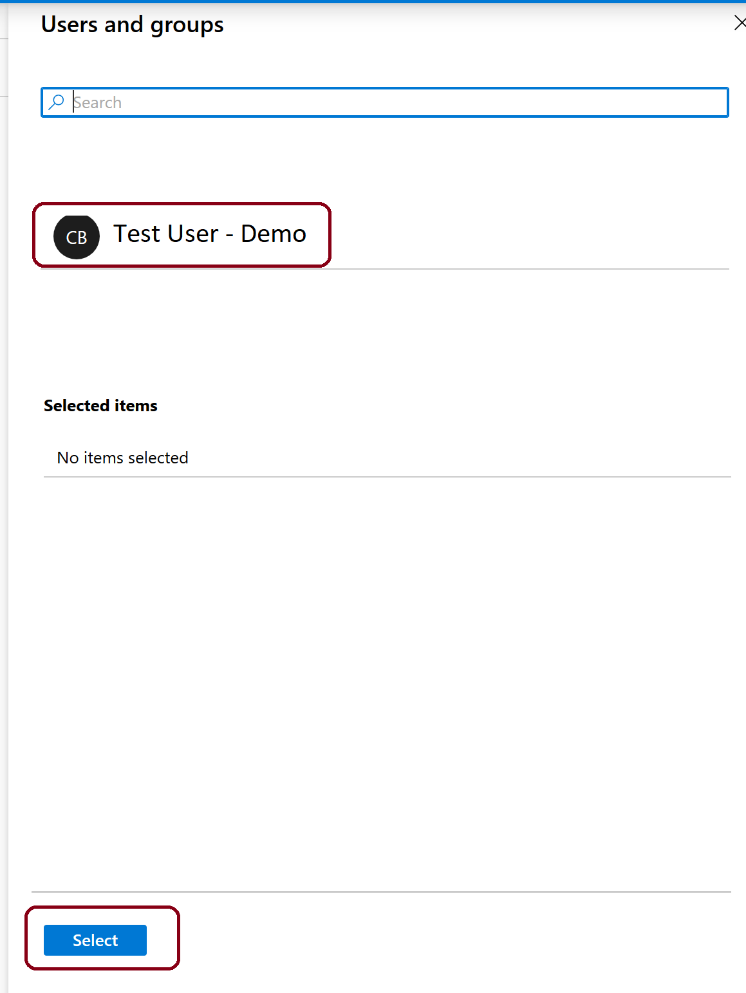 Users and groups
Search
CB
Test User - Demo
Selected items
No items selected
Select